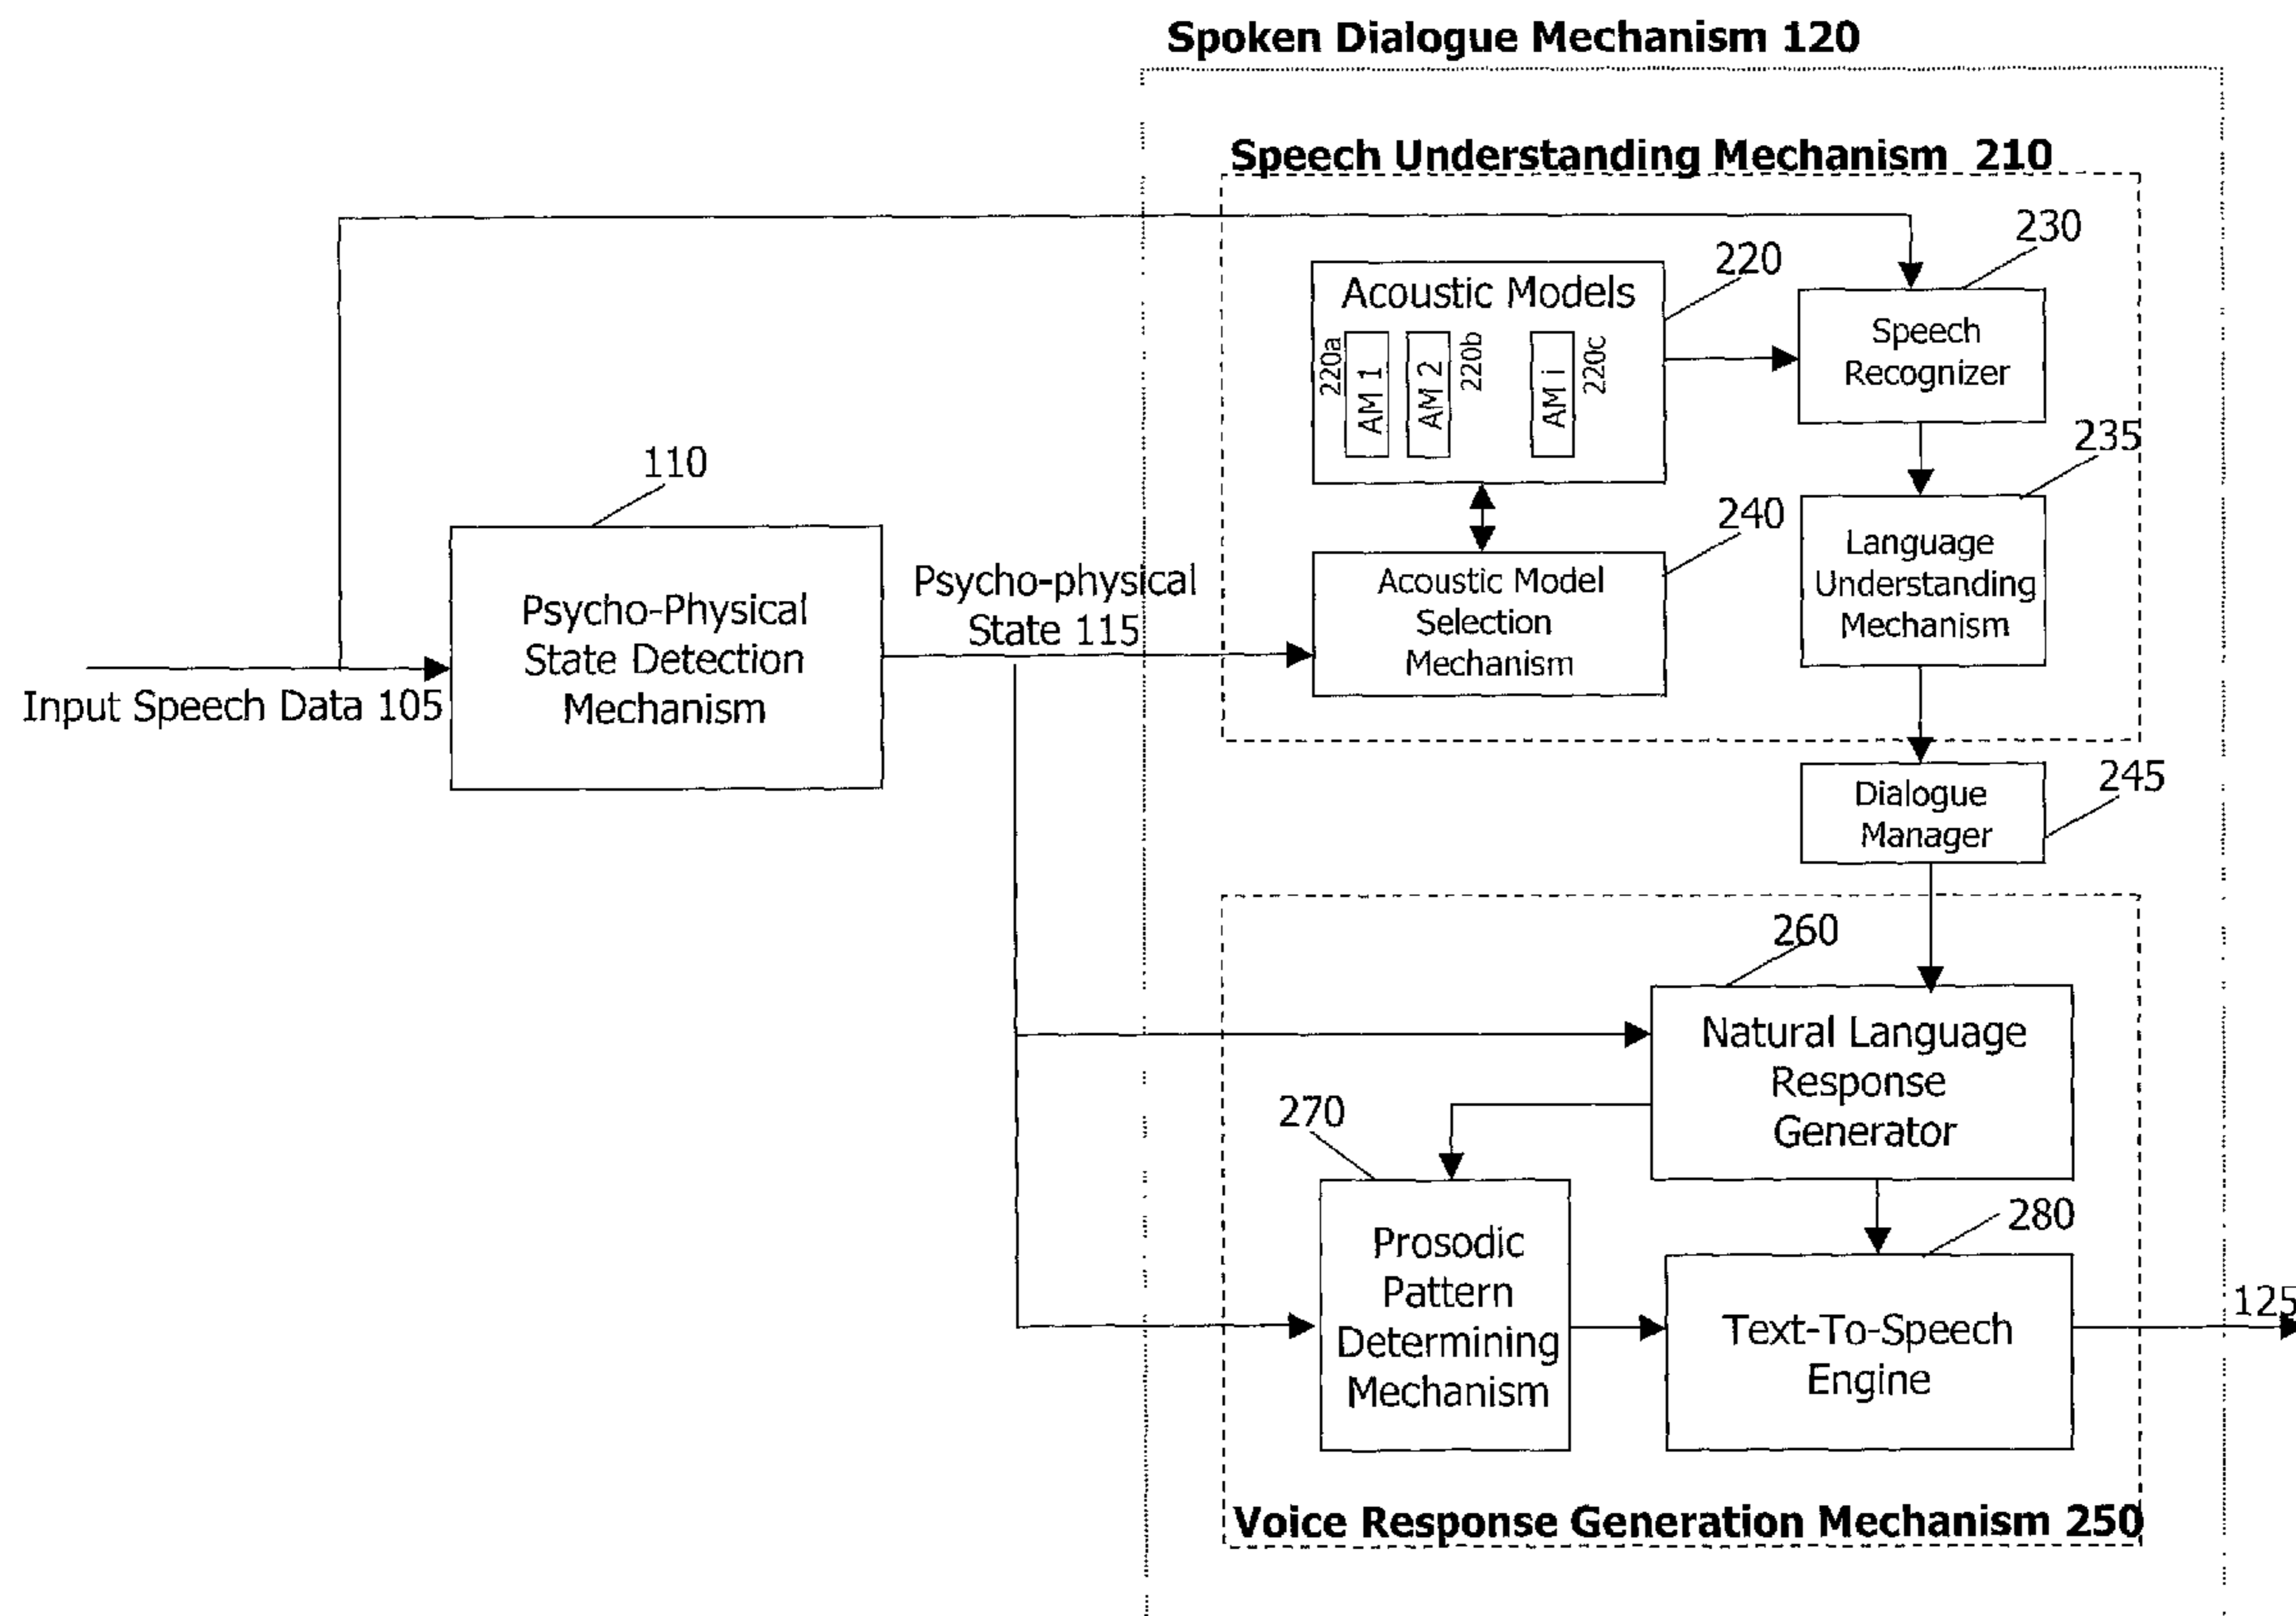 Spoken Dialogue Mechanism 120
Speech Understanding Mechanism 210
230
220
Acoustic Models
220a
AM 1
AM 2
220b
AM i
220c
Speech
Recognizer
235
110
240
Language
Understanding
Mechanism
Psycho-physical
State 115
Acoustic Model
Selection
Mechanism
Psycho-Physical
State Detection
Mechanism
Input Speech Data 105
245
Dialogue
Manager
260
Natural Language
Response
Generator
270
280
Prosodic
Pattern
Determining
Mechanism
Text-To-Speech
Engine
125
Voice Response Generation Mechanism 250